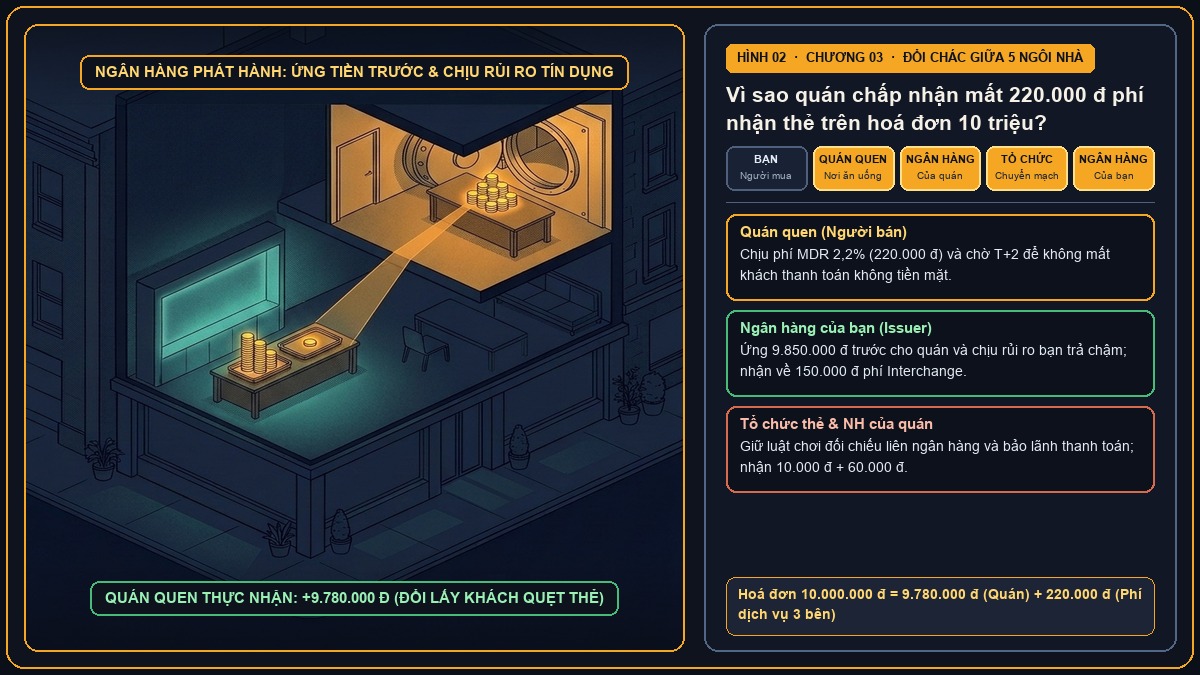 NGÂN HÀNG PHÁT HÀNH: ỨNG TIỀN TRƯỚC & CHỊU RỦI RO TÍN DỤNG
QUÁN QUEN THỰC NHẬN: +9.780.000 Đ (ĐỔI LẤY KHÁCH QUẸT THẺ)
HÌNH 02 · CHƯƠNG 03 · ĐỔI CHÁC GIỮA 5 NGÔI NHÀ
Vì sao quán chấp nhận mất 220.000 đ phí
nhận thẻ trên hoá đơn 10 triệu?
BẠN
Người mua
QUÁN QUEN
Nơi ăn uống
NGÂN HÀNG
Của quán
TỔ CHỨC
Chuyển mạch
NGÂN HÀNG
Của bạn
Quán quen (Người bán)
Chịu phí MDR 2,2% (220.000 đ) và chờ T+2 để không mất
khách thanh toán không tiền mặt.
Ngân hàng của bạn (Issuer)
Ứng 9.850.000 đ trước cho quán và chịu rủi ro bạn trả chậm;
nhận về 150.000 đ phí Interchange.
Tổ chức thẻ & NH của quán
Giữ luật chơi đối chiếu liên ngân hàng và bảo lãnh thanh toán;
nhận 10.000 đ + 60.000 đ.
Hoá đơn 10.000.000 đ = 9.780.000 đ (Quán) + 220.000 đ (Phí
dịch vụ 3 bên)